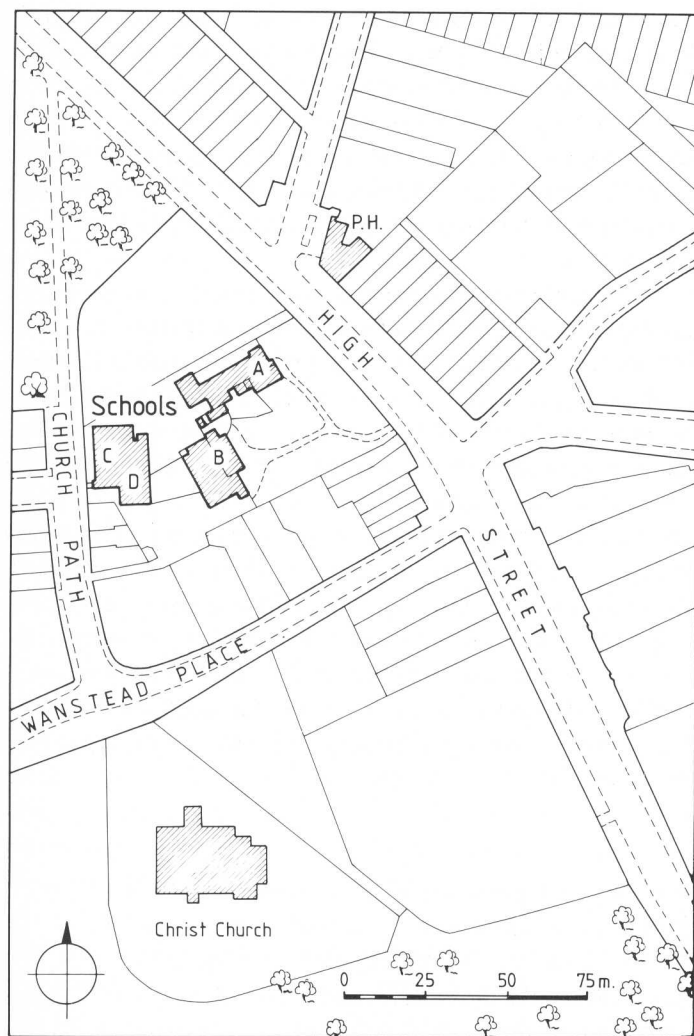 P.H.
HIGH
A
Schools
C
D
B
CHURCH PATH
STREET
WANSTEAD PLACE
Christ Church
0 25 50 75 m.